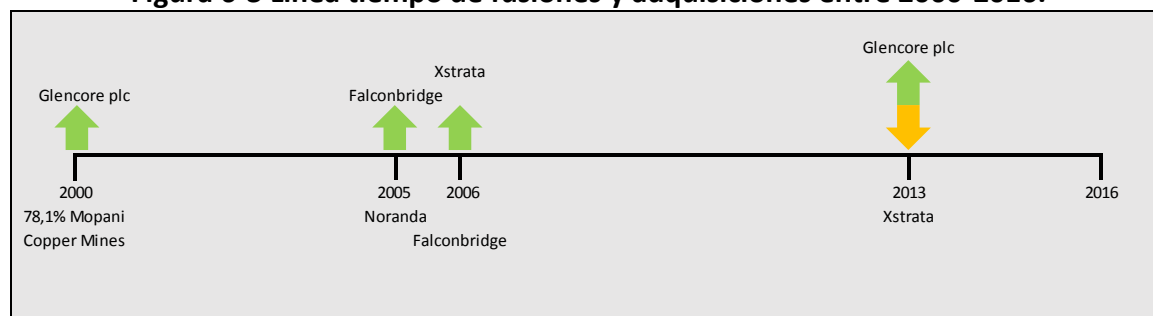 Glencore plc
Xstrata
Glencore plc
Falconbridge
2000
2005
2006
2013
2016
78,1% Mopani
Noranda
Xstrata
Copper Mines
Falconbridge